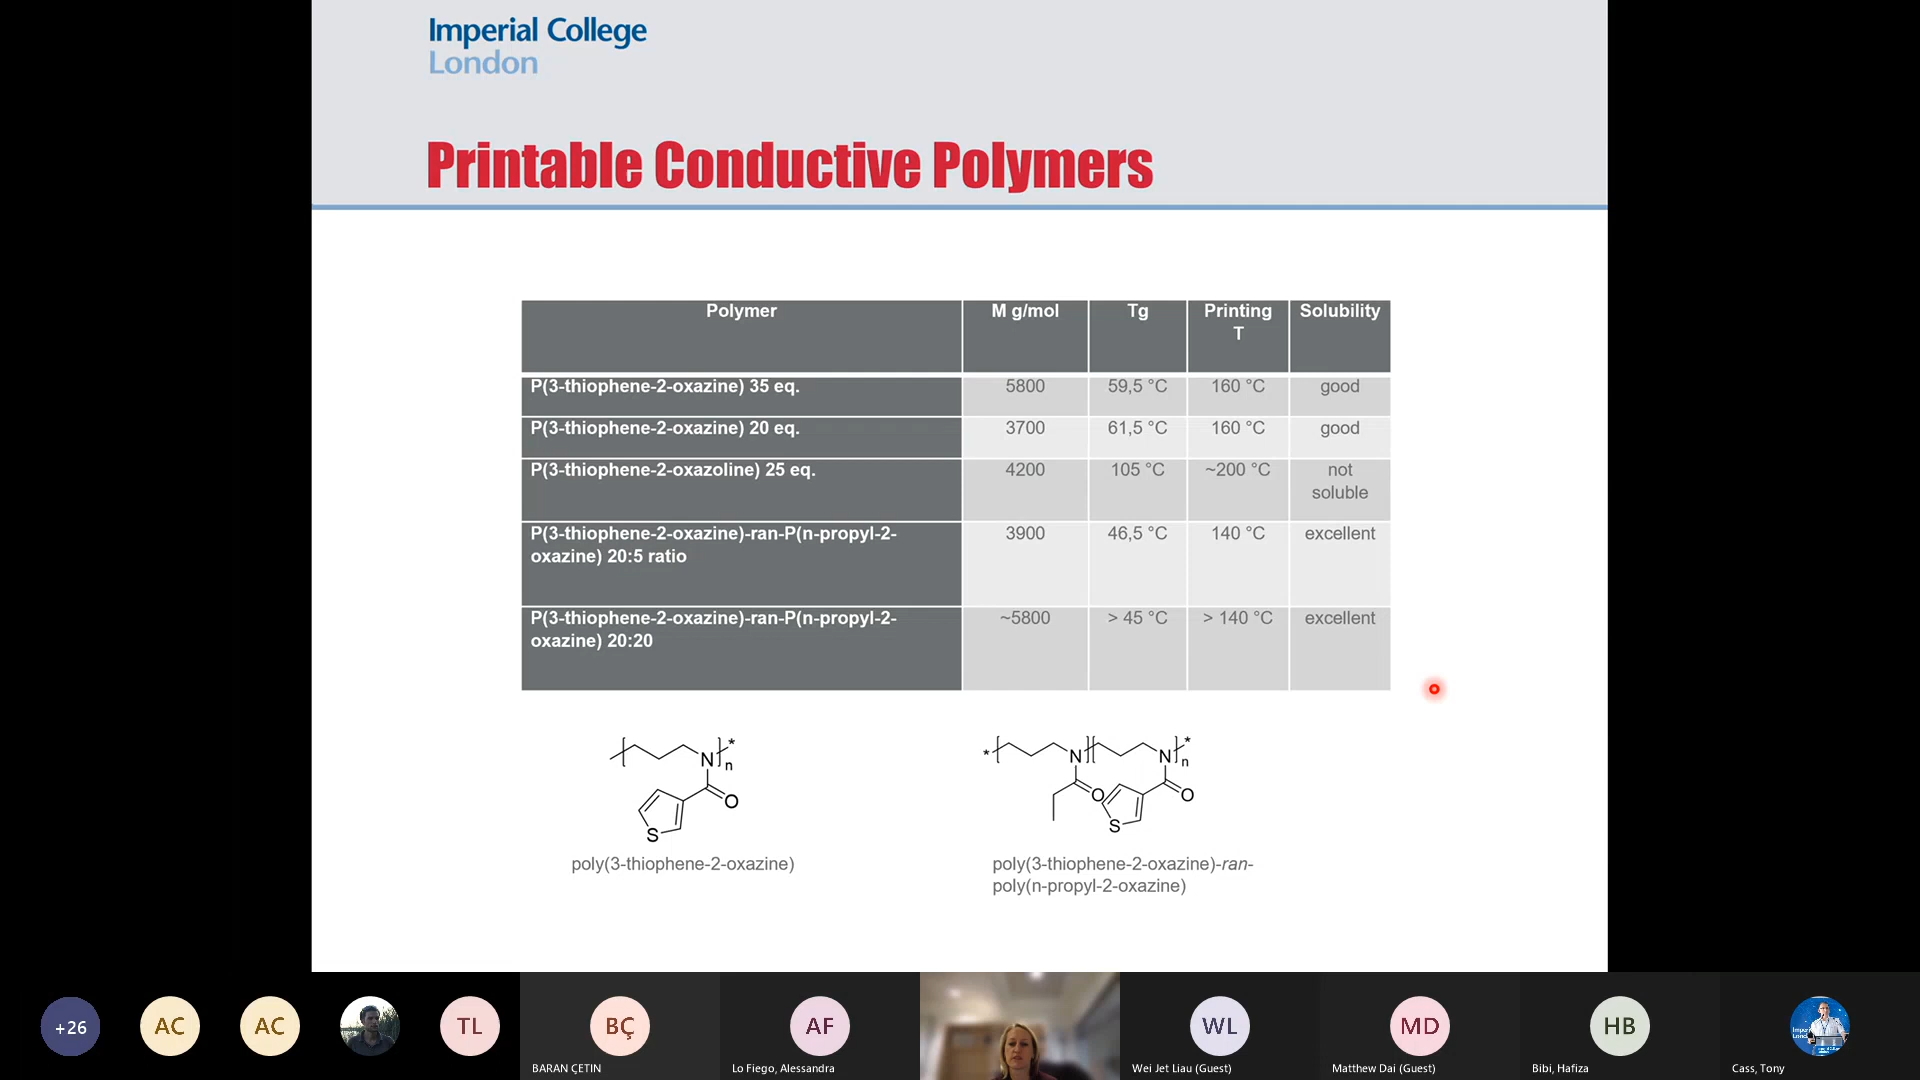 Imperial College
London
Printable Conductive Polymers
Polymer M g/mol Tg Printing T Solubility
P(3-thiophene-2-oxazine) 35 eq. 5800 59,5 °C 160 °C good
P(3-thiophene-2-oxazine) 20 eq. 3700 61,5 °C 160 °C good
P(3-thiophene-2-oxazoline) 25 eq. 4200 105 °C ~200 °C not soluble
P(3-thiophene-2-oxazine)-ran-P(n-propyl-2-
oxazine) 20:5 ratio 3900 46,5 °C 140 °C excellent
P(3-thiophene-2-oxazine)-ran-P(n-propyl-2-
oxazine) 20:20 ~5800 > 45 °C > 140 °C excellent
N * n
O
S
* N N * n
O O
S
poly(3-thiophene-2-oxazine)
poly(3-thiophene-2-oxazine)-ran-
poly(n-propyl-2-oxazine)
+26 AC AC TL BÇ AF WL MD HB
BARAN ÇETIN Lo Fiego, Alessandra Wei Jet Liau (Guest) Matthew Dai (Guest) Bibi, Hafiza Cass, Tony